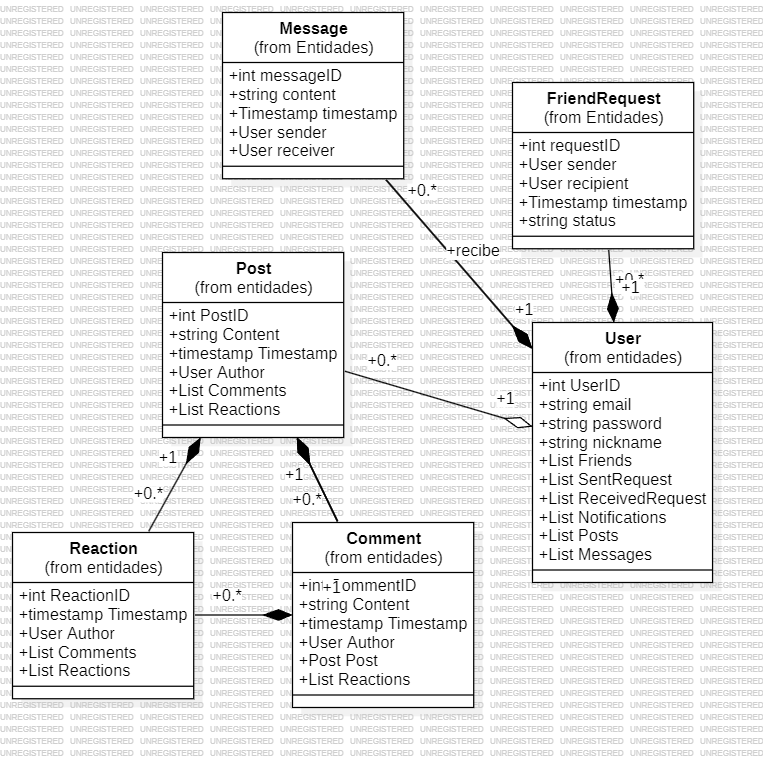 Message
(from Entidades)
+int messageID
+string content
+Timestamp timestamp
+User sender
+User receiver
FriendRequest
(from Entidades)
+int requestID
+User sender
+User recipient
+Timestamp timestamp
+string status
+0.*
+recibe
+1
+0.*
+1
Post
(from entidades)
+int PostID
+string Content
+timestamp Timestamp
+User Author
+List Comments
+List Reactions
+0.*
+1
User
(from entidades)
+int UserID
+string email
+string password
+string nickname
+List Friends
+List SentRequest
+List ReceivedRequest
+List Notifications
+List Posts
+List Messages
+1
+0.*
+1
+0.*
Reaction
(from entidades)
+int ReactionID
+timestamp Timestamp
+User Author
+List Comments
+List Reactions
+0.*
+1
Comment
(from entidades)
+string Content
+timestamp Timestamp
+User Author
+Post Post
+List Reactions
UNREGISTERED